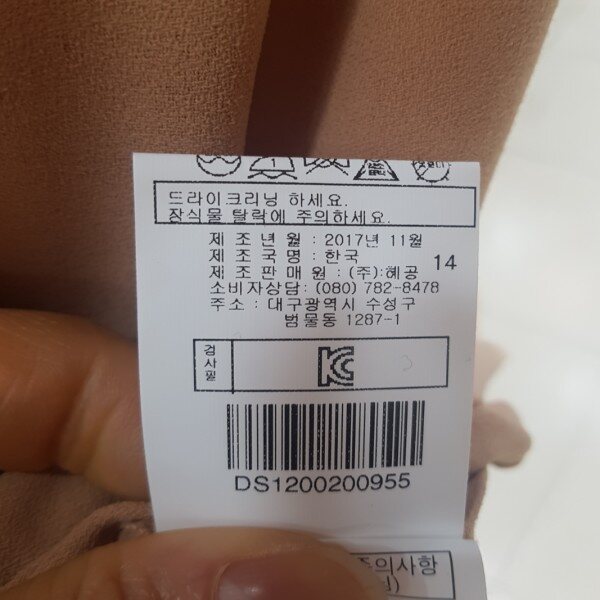 드라이크리닝 하세요.
장식물 탈락에 주의하세요.
제 조 년 월 : 2017년 11월
제 조 국 명 : 한국
14
제 조 판 매 원 : (주):혜공
소비자상담: (080) 782-8478
주소 : 대구광역시 수성구
범물동 1287-1
검사필
KC
DS1200200955
의사항